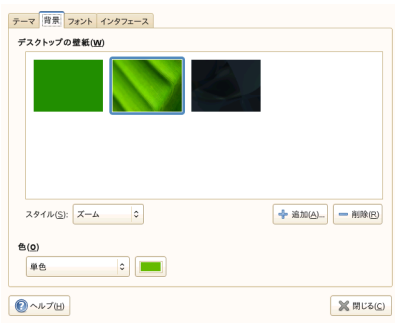 テーマ 背景 フォント インタフェース
デスクトップの壁紙(W)
スタイル(S): ズーム 追加(A)... 削除(R)
色(o)
単色
ヘルプ(H) 閉じる(C)